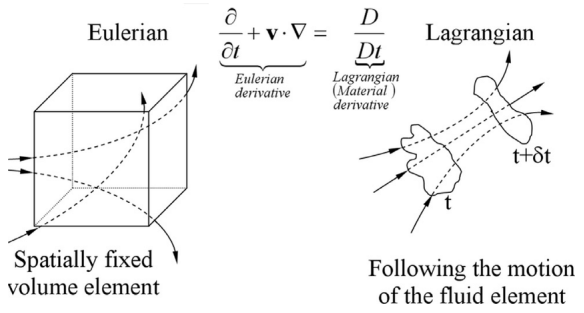 Eulerian
∂/∂t + v · ∇ = D/Dt
Eulerian
derivative
Lagrangian
(Material)
derivative
Lagrangian
t+δt
t
Spatially fixed
volume element
Following the motion
of the fluid element